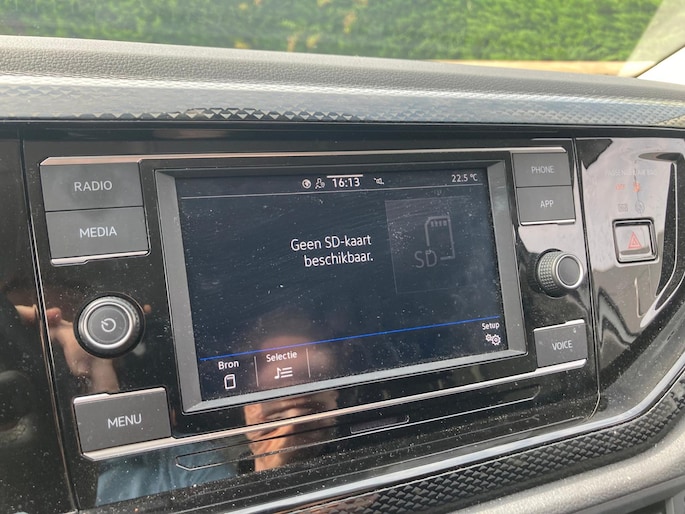 RADIO
MEDIA
MENU
16:13
22.5 °C
Geen SD-kaart
beschikbaar.
SD
Bron
Selectie
Setup
PHONE
APP
VOICE